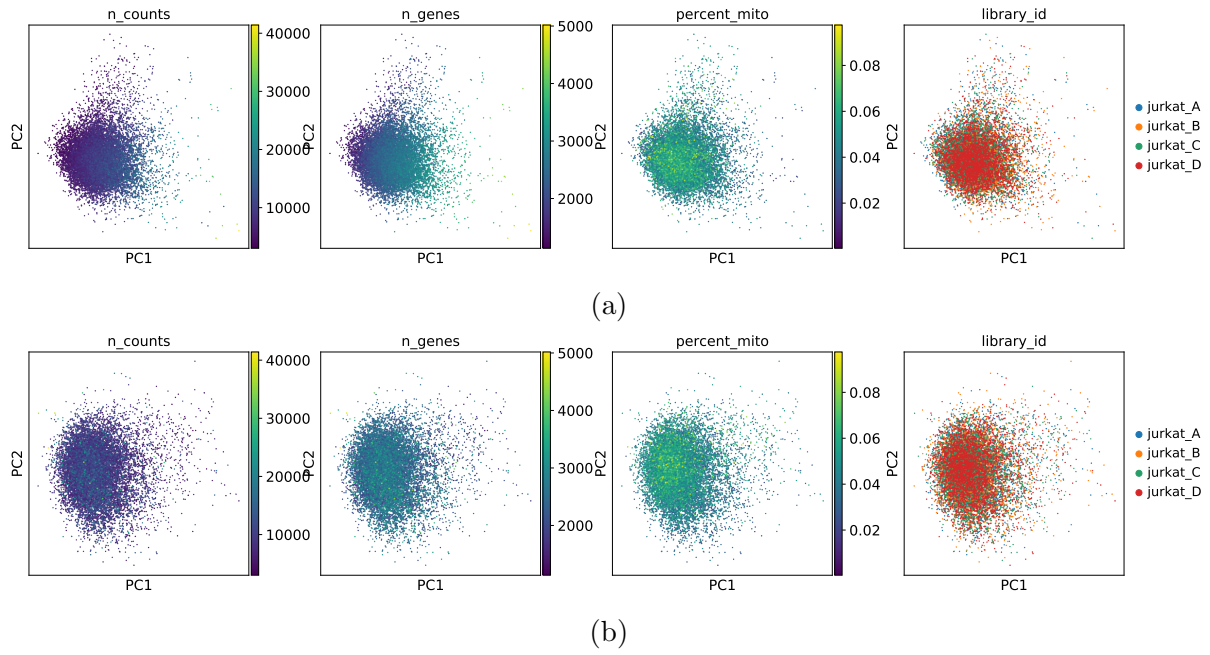 n_counts n_genes percent_mito library_id
40000 5000
0.08
30000 4000 jurkat_A
0.06 jurkat_B
PC2 PC2 PC2 PC2
20000 3000 jurkat_C
0.04 jurkat_D
10000 2000 0.02
PC1 PC1 PC1 PC1
(a)
n_counts n_genes percent_mito library_id
40000 5000
0.08
30000 4000 jurkat_A
0.06 jurkat_B
PC2 PC2 PC2 PC2
20000 3000 jurkat_C
0.04 jurkat_D
10000 2000 0.02
PC1 PC1 PC1 PC1
(b)